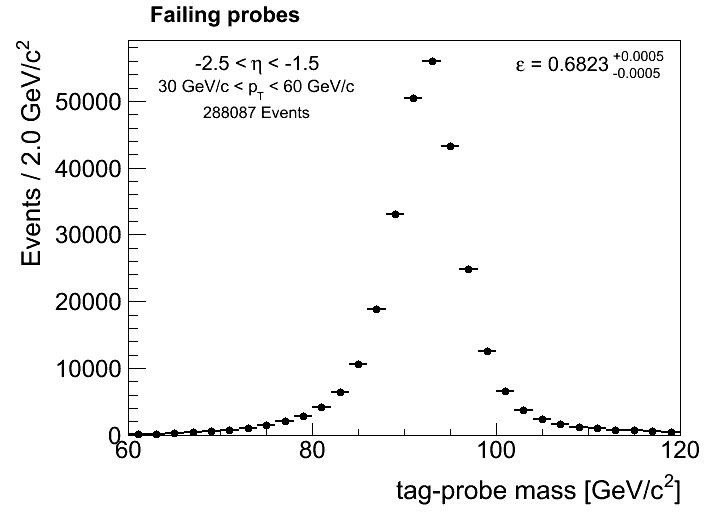 Failing probes
-2.5 < η < -1.5
30 GeV/c < pT < 60 GeV/c
288087 Events
ε = 0.6823 +0.0005 -0.0005
Events / 2.0 GeV/c²
50000
40000
30000
20000
10000
0
60 80 100 120
tag-probe mass [GeV/c²]